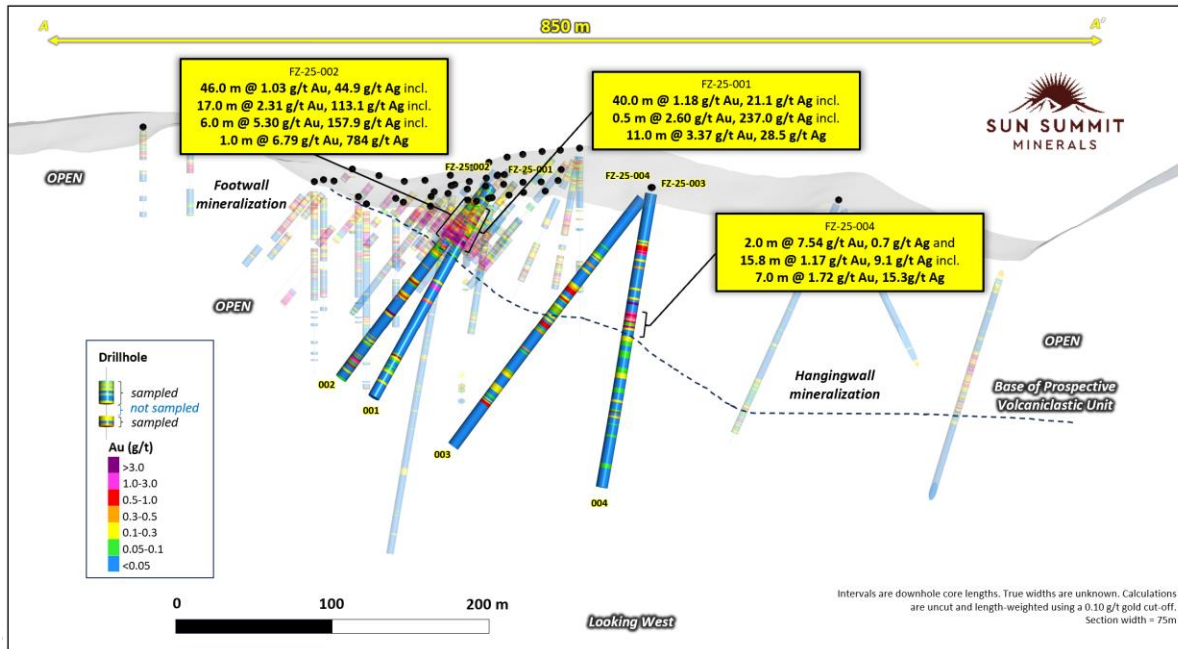 A
850 m
A'
FZ-25-002
46.0 m @ 1.03 g/t Au, 44.9 g/t Ag incl.
17.0 m @ 2.31 g/t Au, 113.1 g/t Ag incl.
6.0 m @ 5.30 g/t Au, 157.9 g/t Ag incl.
1.0 m @ 6.79 g/t Au, 784 g/t Ag
FZ-25-001
40.0 m @ 1.18 g/t Au, 21.1 g/t Ag incl.
0.5 m @ 2.60 g/t Au, 237.0 g/t Ag incl.
11.0 m @ 3.37 g/t Au, 28.5 g/t Ag
SUN SUMMIT
MINERALS
OPEN
Footwall
mineralization
FZ-25-002
FZ-25-001
FZ-25-004
FZ-25-003
FZ-25-004
2.0 m @ 7.54 g/t Au, 0.7 g/t Ag and
15.8 m @ 1.17 g/t Au, 9.1 g/t Ag incl.
7.0 m @ 1.72 g/t Au, 15.3g/t Ag
OPEN
OPEN
Hangingwall
mineralization
Base of Prospective
Volcaniclastic Unit
002
001
003
004
Drillhole
sampled
not sampled
sampled
Au (g/t)
>3.0
1.0-3.0
0.5-1.0
0.3-0.5
0.1-0.3
0.05-0.1
<0.05
0
100
200 m
Looking West
Intervals are downhole core lengths. True widths are unknown. Calculations
are uncut and length-weighted using a 0.10 g/t gold cut-off.
Section width = 75m